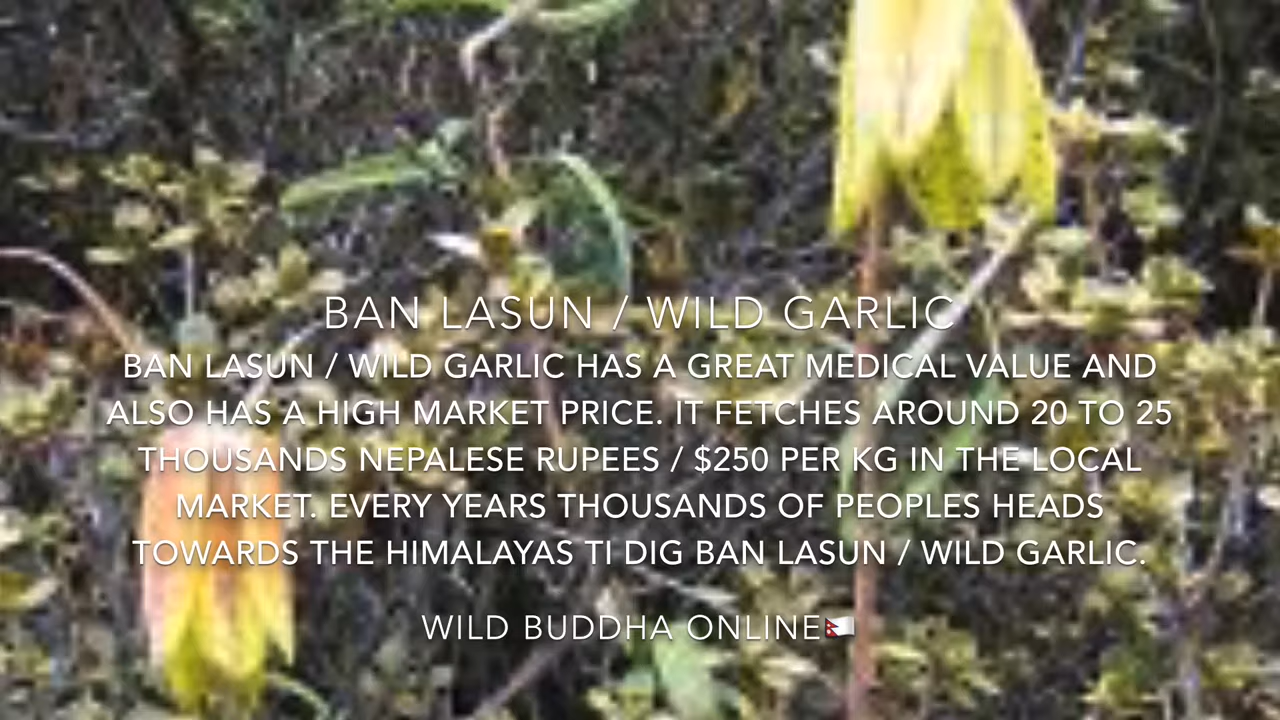 BAN LASUN / WILD GARLIC
BAN LASUN / WILD GARLIC HAS A GREAT MEDICAL VALUE AND
ALSO HAS A HIGH MARKET PRICE. IT FETCHES AROUND 20 TO 25
THOUSANDS NEPALESE RUPEES / $250 PER KG IN THE LOCAL
MARKET. EVERY YEARS THOUSANDS OF PEOPLES HEADS
TOWARDS THE HIMALAYAS TI DIG BAN LASUN / WILD GARLIC.
WILD BUDDHA ONLINE🇳🇵